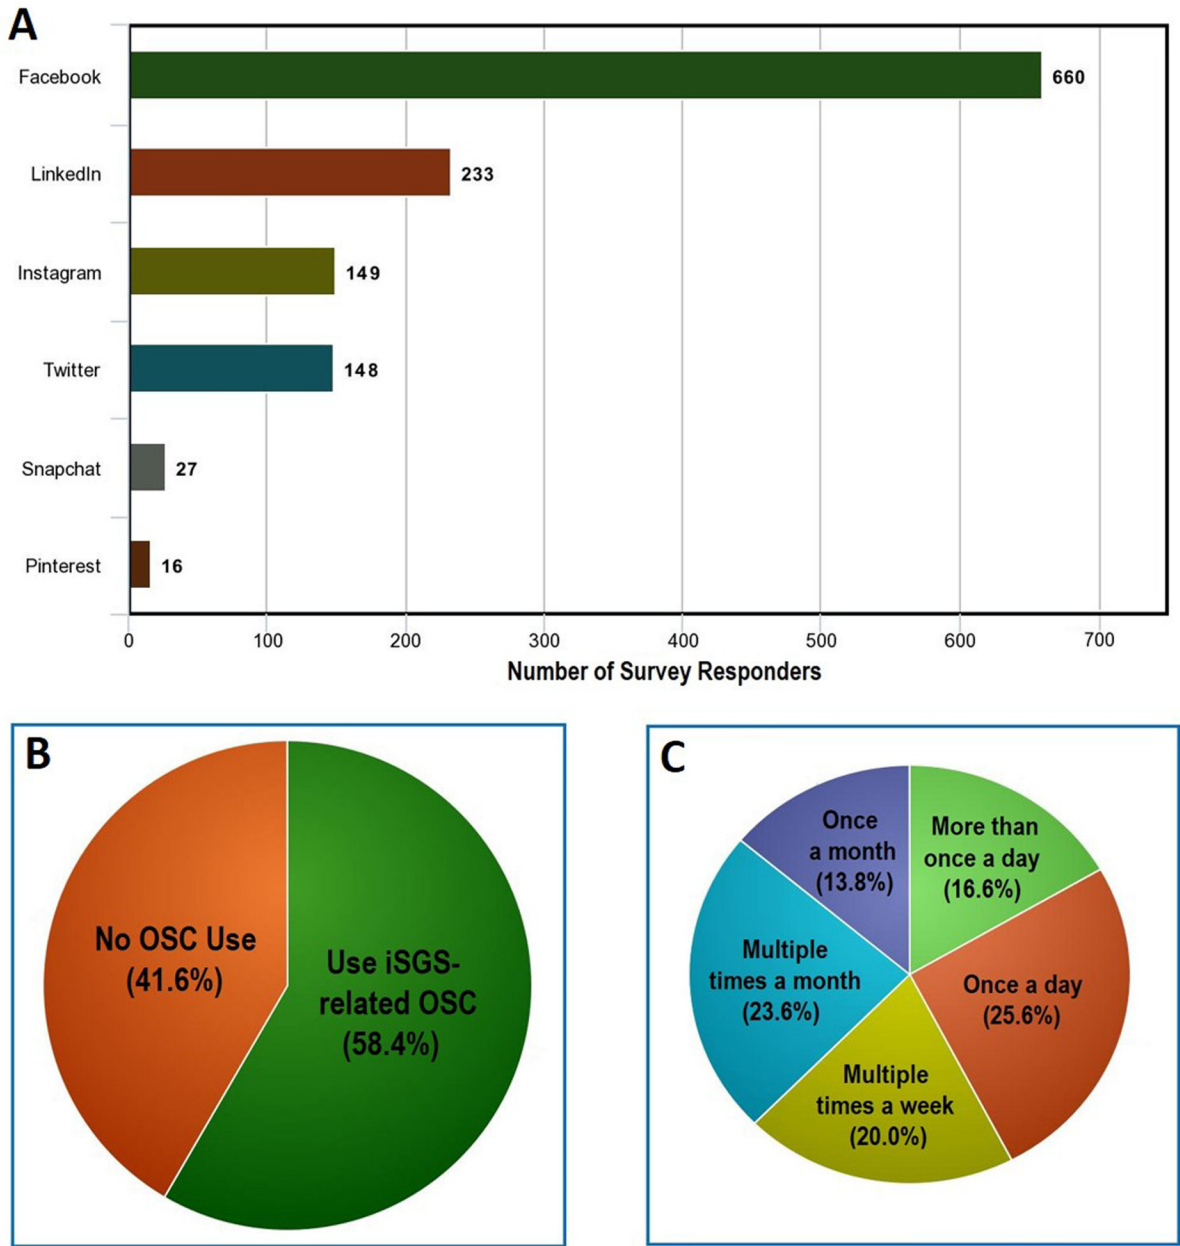 A
Facebook
660
LinkedIn
233
Instagram
149
Twitter
148
Snapchat
27
Pinterest
16
0 100 200 300 400 500 600 700
Number of Survey Responders
B
No OSC Use
(41.6%)
Use iSGS-
related OSC
(58.4%)
C
Once
a month
(13.8%)
More than
once a day
(16.6%)
Multiple
times a month
(23.6%)
Once a day
(25.6%)
Multiple
times a week
(20.0%)